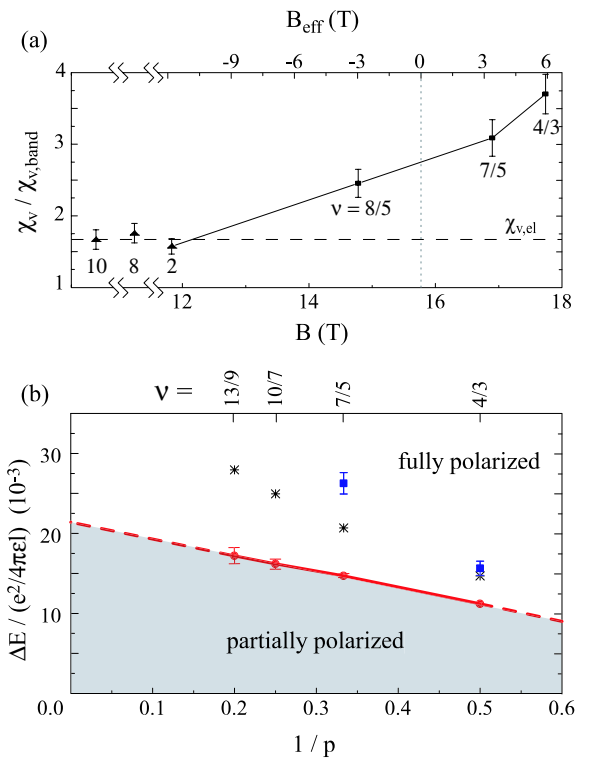 (a)
B_eff (T)
-9 -6 -3 0 3 6
4
3
2
1
χ_ν / χ_ν,band
4/3
7/5
ν = 8/5
χ_ν,el
10 8 2
12 14 16 18
B (T)
(b)
ν = 13/9 10/7 7/5 4/3
30
20
10
ΔE / (e²/4πεl) (10⁻³)
fully polarized
partially polarized
0.0 0.1 0.2 0.3 0.4 0.5 0.6
1 / p